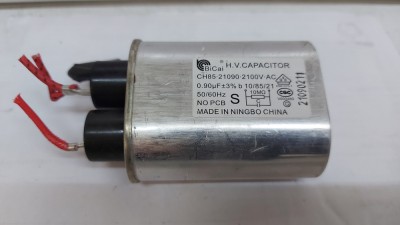 BiCai H.V.CAPACITOR
CH85 21090 2100V AC
0.90μF±3% b 10/85/21
50/60Hz
10MΩ
NO PCB S
MADE IN NINGBO CHINA
21090211